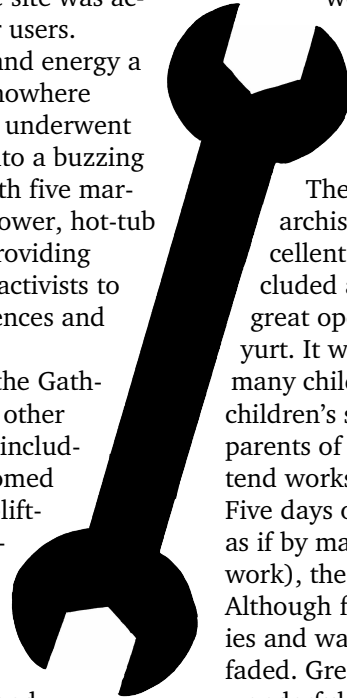 e site was ac-
r users.
and energy a
nowhere
underwent
to a buzzing
th five mar-
ower, hot-tub
roviding
activists to
ences and
the Gath-
other
includ-
omed
lift-
-
The
archis
cellent
cluded a
great op
yurt. It w
many chil
children's s
parents of
tend works
Five days o
as if by ma
work), the
Although f
ies and wa
faded. Gre